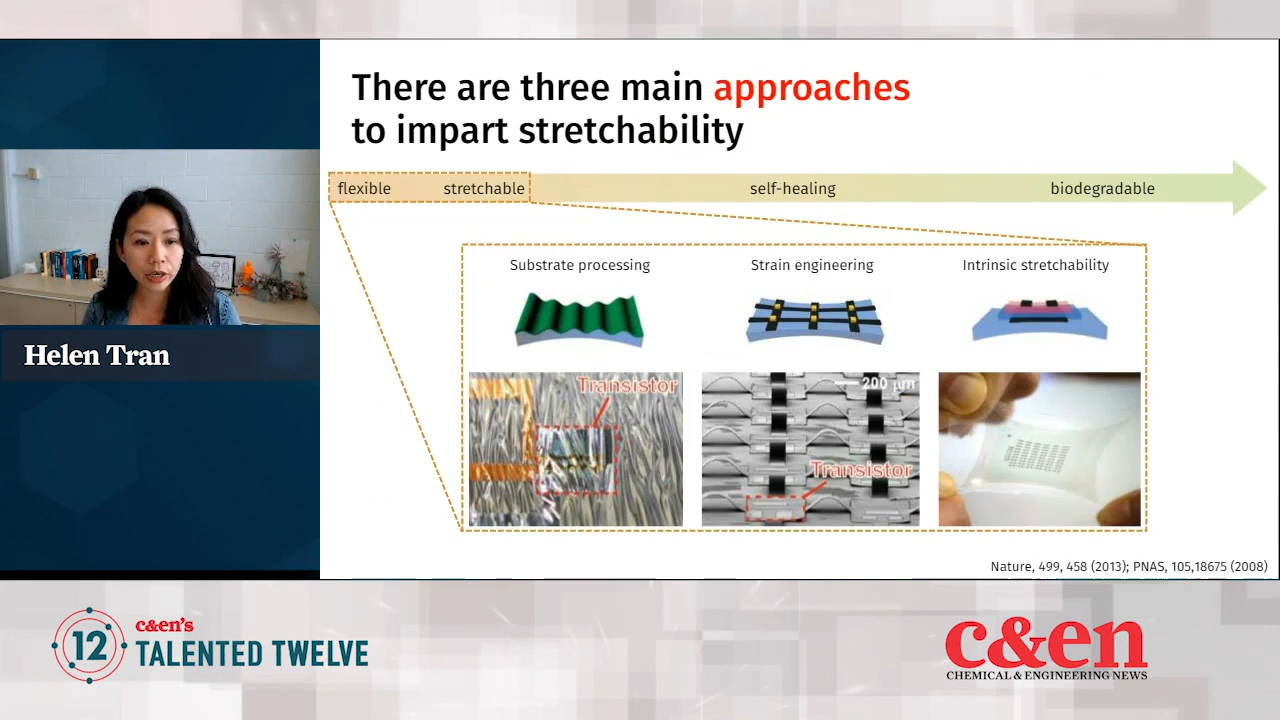 There are three main approaches
to impart stretchability
flexible stretchable self-healing biodegradable
Substrate processing Strain engineering Intrinsic stretchability
Transistor
200 μm
Transistor
Helen Tran
Nature, 499, 458 (2013); PNAS, 105,18675 (2008)
12
c&en's
TALENTED TWELVE
c&en
CHEMICAL & ENGINEERING NEWS